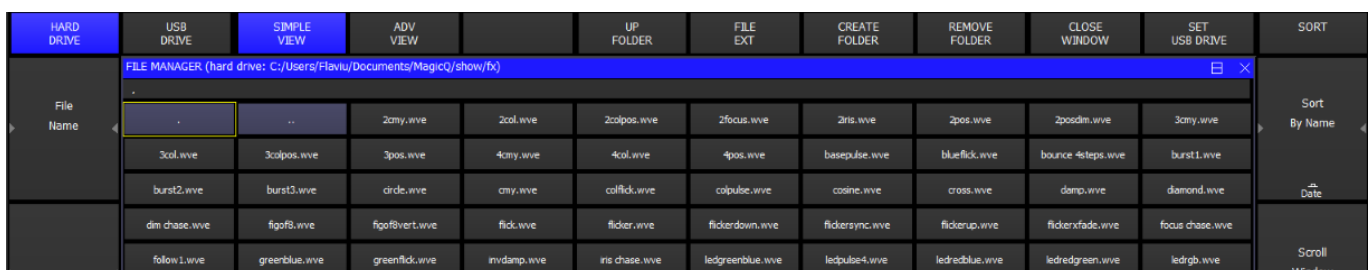 HARD DRIVE
USB DRIVE
SIMPLE VIEW
ADV VIEW
UP FOLDER
FILE EXT
CREATE FOLDER
REMOVE FOLDER
CLOSE WINDOW
SET USB DRIVE
SORT
FILE MANAGER (hard drive: C:/Users/Flaviu/Documents/MagicQ/show/fx)
.
File
Name
Sort
By Name
Date
. .. 2cmy.wve 2col.wve 2colpos.wve 2focus.wve 2iris.wve 2pos.wve 2posdim.wve 3cmy.wve
3col.wve 3colpos.wve 3pos.wve 4cmy.wve 4col.wve 4pos.wve basepulse.wve blueflick.wve bounce 4steps.wve burst1.wve
burst2.wve burst3.wve circle.wve cmy.wve colflick.wve colpulse.wve cosine.wve cross.wve damp.wve diamond.wve
dim chase.wve figof8.wve figof8vert.wve flick.wve flicker.wve flickerdown.wve flickersync.wve flickerup.wve flickerxfade.wve focus chase.wve
follow1.wve greenblue.wve greenflick.wve invdamp.wve iris chase.wve ledgreenblue.wve ledpulse4.wve ledredblue.wve ledredgreen.wve ledrgb.wve
Scroll